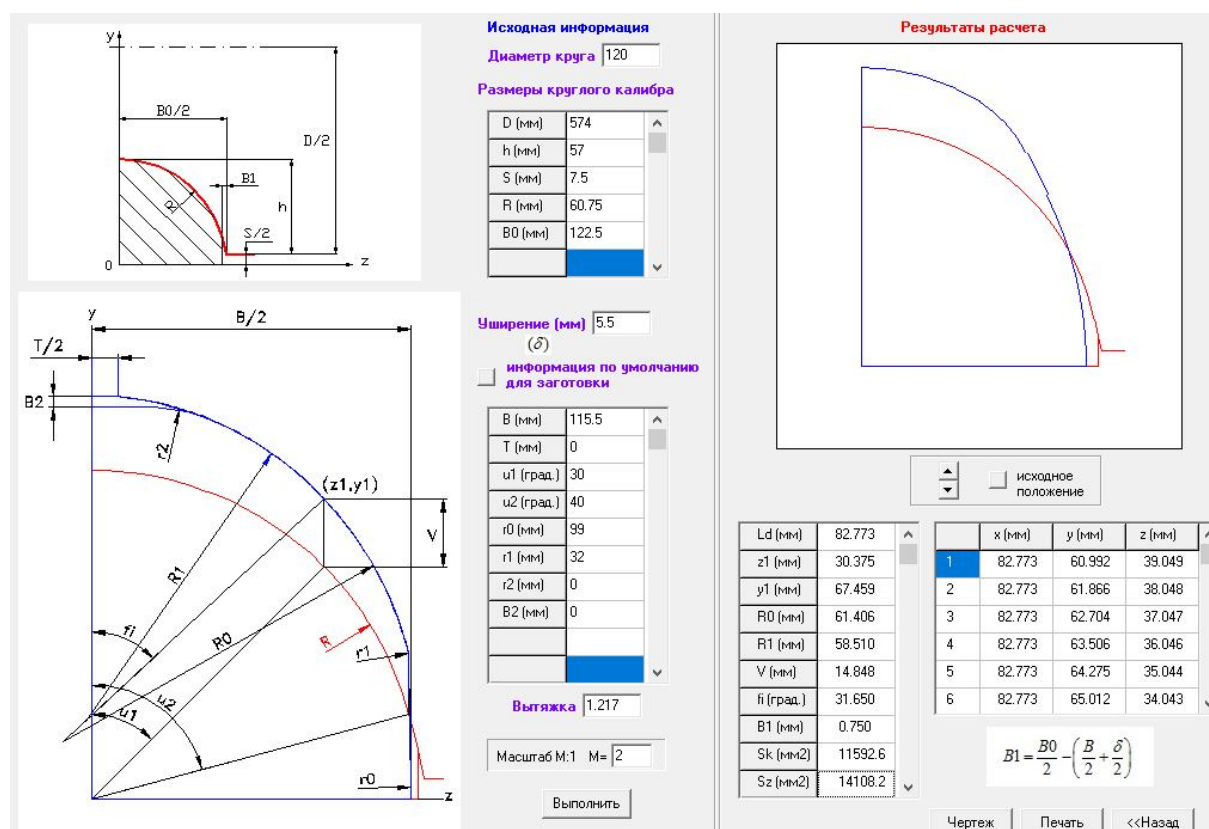 Исходная информация
Диаметр круга 120
Размеры круглого калибра
D (мм) 574
h (мм) 57
S (мм) 7.5
R (мм) 60.75
B0 (мм) 122.5
y
B0/2
D/2
B1
R
h
S/2
0
z
Уширение (мм) 5.5
(δ)
информация по умолчанию
для заготовки
B (мм) 115.5
T (мм) 0
u1 (град.) 30
u2 (град.) 40
r0 (мм) 99
r1 (мм) 32
r2 (мм) 0
B2 (мм) 0
Вытяжка 1.217
Масштаб М:1 М= 2
Выполнить
y
B/2
T/2
B2
r2
(z1,y1)
V
R1
fi
R0
R
r1
u2
u1
r0
z
Результаты расчета
исходное
положение
Ld (мм) 82.773
z1 (мм) 30.375
y1 (мм) 67.459
R0 (мм) 61.406
R1 (мм) 58.510
V (мм) 14.848
fi (град.) 31.650
B1 (мм) 0.750
Sk (мм2) 11592.6
Sz (мм2) 14108.2
x (мм) y (мм) z (мм)
1 82.773 60.992 39.049
2 82.773 61.866 38.048
3 82.773 62.704 37.047
4 82.773 63.506 36.046
5 82.773 64.275 35.044
6 82.773 65.012 34.043
B1 = B0/2 − (B/2 + δ/2)
Чертеж Печать <<Назад